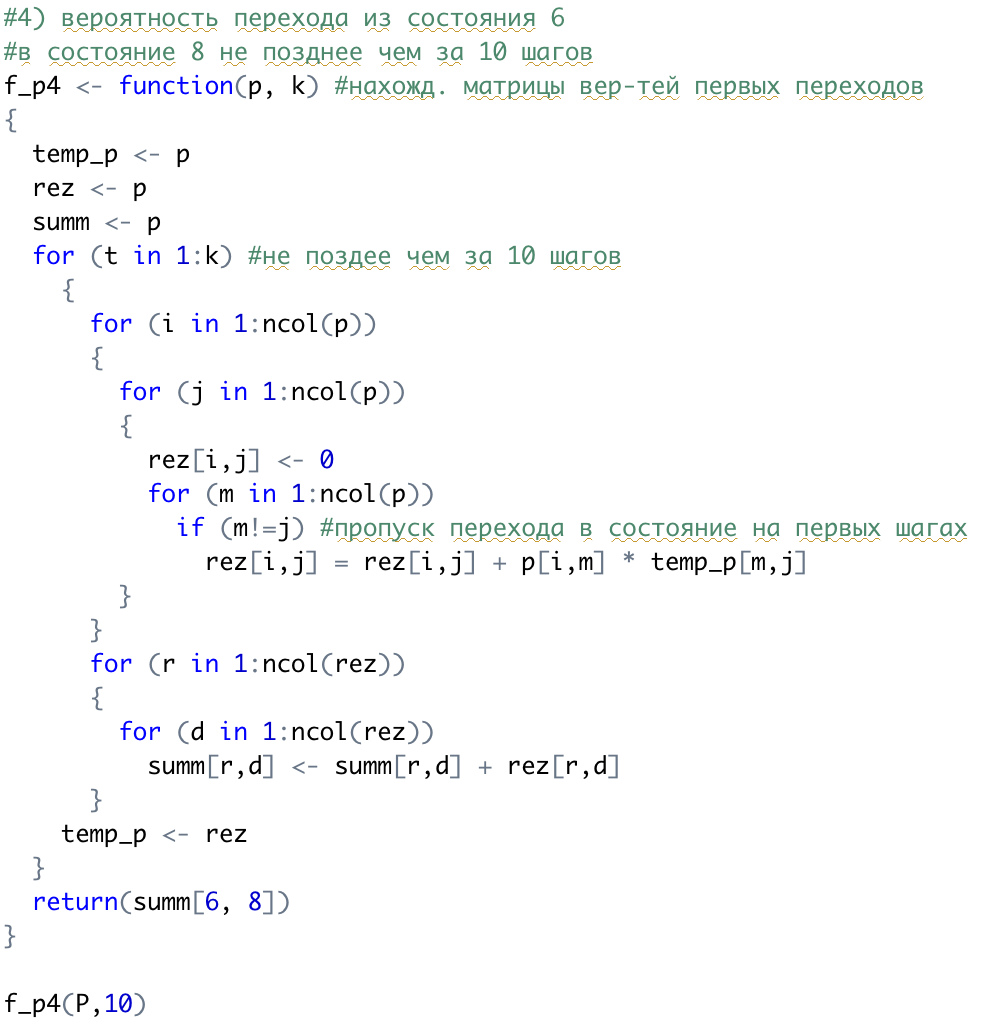 #4) вероятность перехода из состояния 6
#в состояние 8 не позднее чем за 10 шагов
f_p4 <- function(p, k) #нахожд. матрицы вер-тей первых переходов
{
  temp_p <- p
  rez <- p
  summ <- p
  for (t in 1:k) #не поздее чем за 10 шагов
    {
      for (i in 1:ncol(p))
      {
        for (j in 1:ncol(p))
        {
          rez[i,j] <- 0
          for (m in 1:ncol(p))
            if (m!=j) #пропуск перехода в состояние на первых шагах
              rez[i,j] = rez[i,j] + p[i,m] * temp_p[m,j]
        }
      }
      for (r in 1:ncol(rez))
      {
        for (d in 1:ncol(rez))
          summ[r,d] <- summ[r,d] + rez[r,d]
      }
    temp_p <- rez
  }
  return(summ[6, 8])
}

f_p4(P,10)